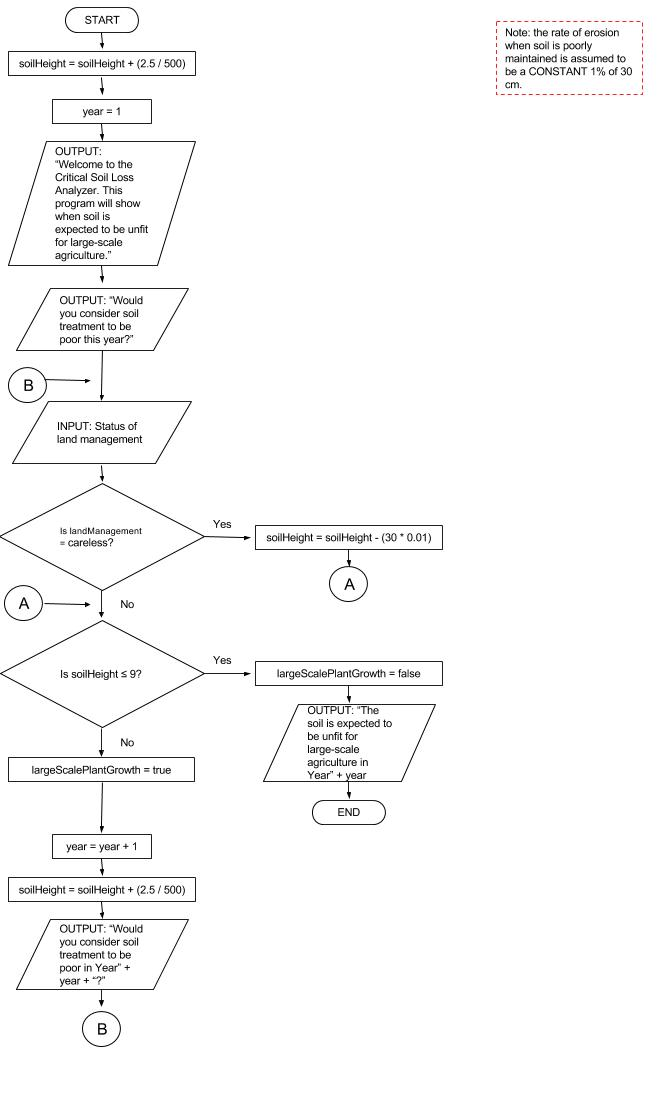 START
Note: the rate of erosion
when soil is poorly
maintained is assumed to
be a CONSTANT 1% of 30
cm.
soilHeight = soilHeight + (2.5 / 500)
year = 1
OUTPUT:
“Welcome to the
Critical Soil Loss
Analyzer. This
program will show
when soil is
expected to be unfit
for large-scale
agriculture.”
OUTPUT: “Would
you consider soil
treatment to be
poor this year?”
B
INPUT: Status of
land management
Is landManagement
= careless?
Yes
soilHeight = soilHeight - (30 * 0.01)
A
A
No
Is soilHeight ≤ 9?
Yes
largeScalePlantGrowth = false
OUTPUT: “The
soil is expected to
be unfit for
large-scale
agriculture in
Year” + year
END
No
largeScalePlantGrowth = true
year = year + 1
soilHeight = soilHeight + (2.5 / 500)
OUTPUT: “Would
you consider soil
treatment to be
poor in Year” +
year + “?”
B